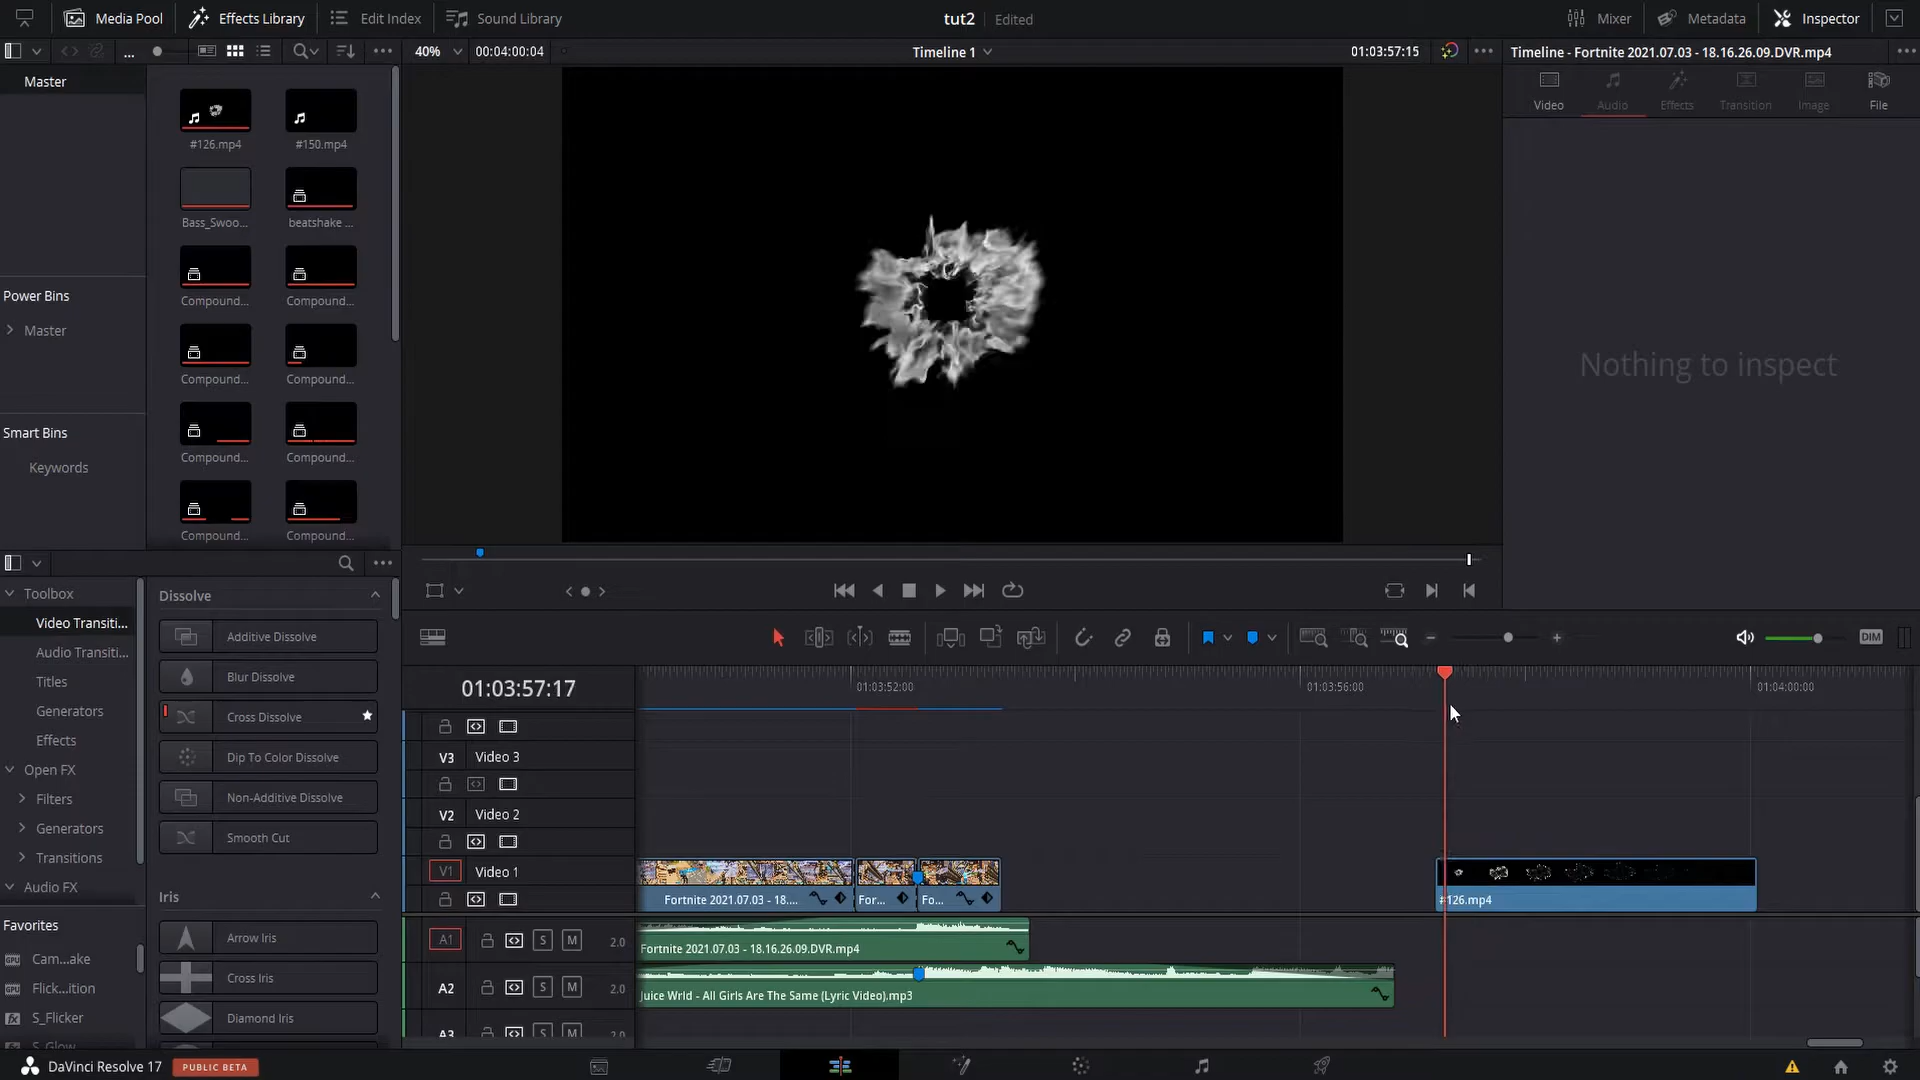 Media Pool
Effects Library
Edit Index
Sound Library
tut2
Edited
Mixer
Metadata
Inspector
...
40%
00:04:00:04
Timeline 1
01:03:57:15
Timeline - Fortnite 2021.07.03 - 18.16.26.09.DVR.mp4
Video
Audio
Effects
Transition
Image
File
Nothing to inspect
Master
Power Bins
Master
Smart Bins
Keywords
#126.mp4
#150.mp4
Bass_Swoo...
beatshake ...
Compound...
Compound...
Compound...
Compound...
Compound...
Compound...
Compound...
Compound...
Toolbox
Video Transiti...
Audio Transiti...
Titles
Generators
Effects
Open FX
Filters
Generators
Transitions
Audio FX
Favorites
Cam...ake
Flick...ition
S_Flicker
S_Glow
Dissolve
Additive Dissolve
Blur Dissolve
Cross Dissolve
Dip To Color Dissolve
Non-Additive Dissolve
Smooth Cut
Iris
Arrow Iris
Cross Iris
Diamond Iris
DIM
01:03:57:17
01:03:52:00
01:03:56:00
01:04:00:00
V3 Video 3
V2 Video 2
V1 Video 1
Fortnite 2021.07.03 - 18....
For...
Fo...
#126.mp4
A1 S M 2.0
Fortnite 2021.07.03 - 18.16.26.09.DVR.mp4
A2 S M 2.0
Juice Wrld - All Girls Are The Same (Lyric Video).mp3
A3 S M 2.0
DaVinci Resolve 17
PUBLIC BETA